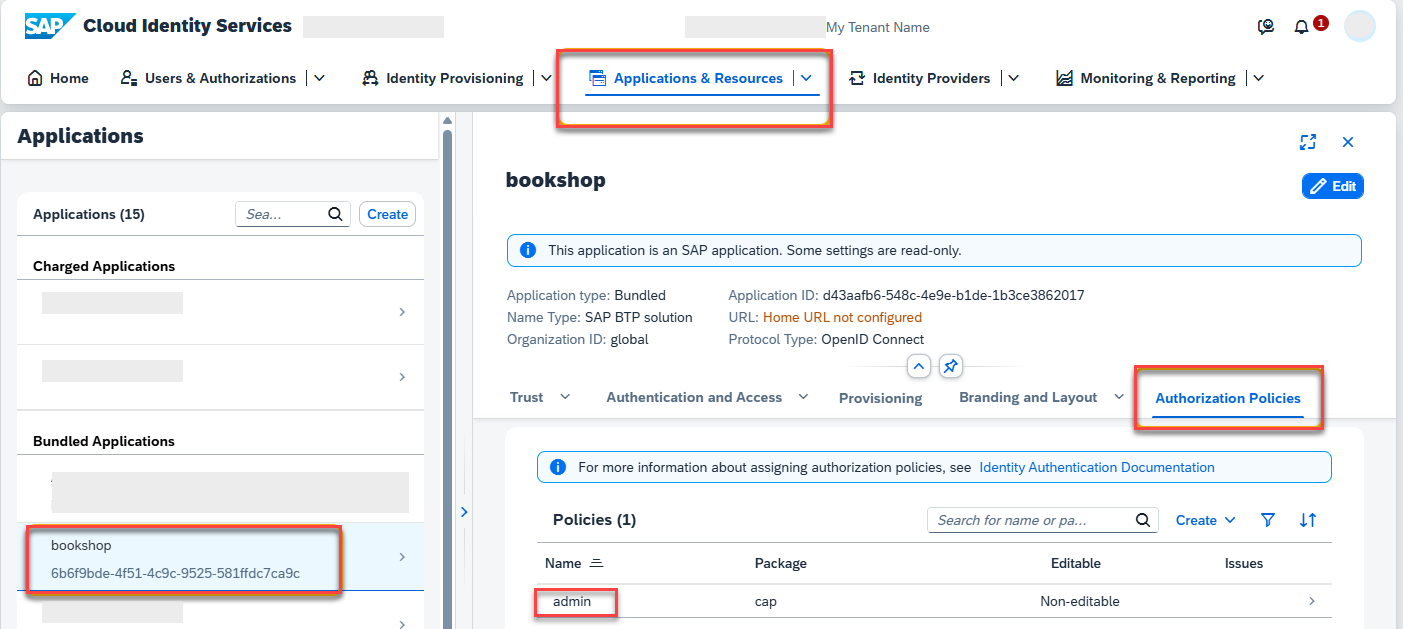 SAP Cloud Identity Services
My Tenant Name
1
Home
Users & Authorizations
Identity Provisioning
Applications & Resources
Identity Providers
Monitoring & Reporting
Applications
Applications (15)
Sea...
Create
Charged Applications
Bundled Applications
bookshop
6b6f9bde-4f51-4c9c-9525-581ffdc7ca9c
bookshop
Edit
This application is an SAP application. Some settings are read-only.
Application type: Bundled
Application ID: d43aafb6-548c-4e9e-b1de-1b3ce3862017
Name Type: SAP BTP solution
URL: Home URL not configured
Organization ID: global
Protocol Type: OpenID Connect
Trust
Authentication and Access
Provisioning
Branding and Layout
Authorization Policies
For more information about assigning authorization policies, see Identity Authentication Documentation
Policies (1)
Search for name or pa...
Create
Name
Package
Editable
Issues
admin
cap
Non-editable